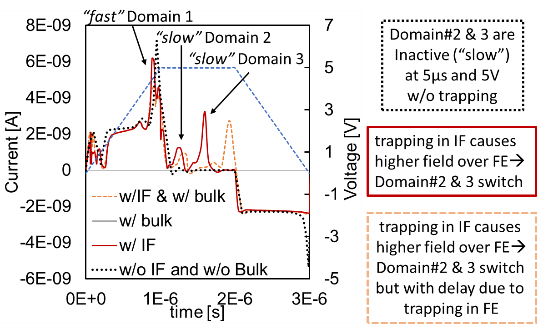 "fast" Domain 1
"slow" Domain 2
"slow" Domain 3
8E-09
6E-09
4E-09
2E-09
0
-2E-09
-4E-09
-6E-09
Current [A]
7
5
3
1
-1
-3
-5
Voltage [V]
w/IF & w/ bulk
w/ bulk
w/ IF
w/o IF and w/o Bulk
0E+0
1E-6
2E-6
3E-6
time [s]
Domain#2 & 3 are
Inactive ("slow")
at 5µs and 5V
w/o trapping
trapping in IF causes
higher field over FE→
Domain#2 & 3 switch
trapping in IF causes
higher field over FE→
Domain#2 & 3 switch
but with delay due to
trapping in FE